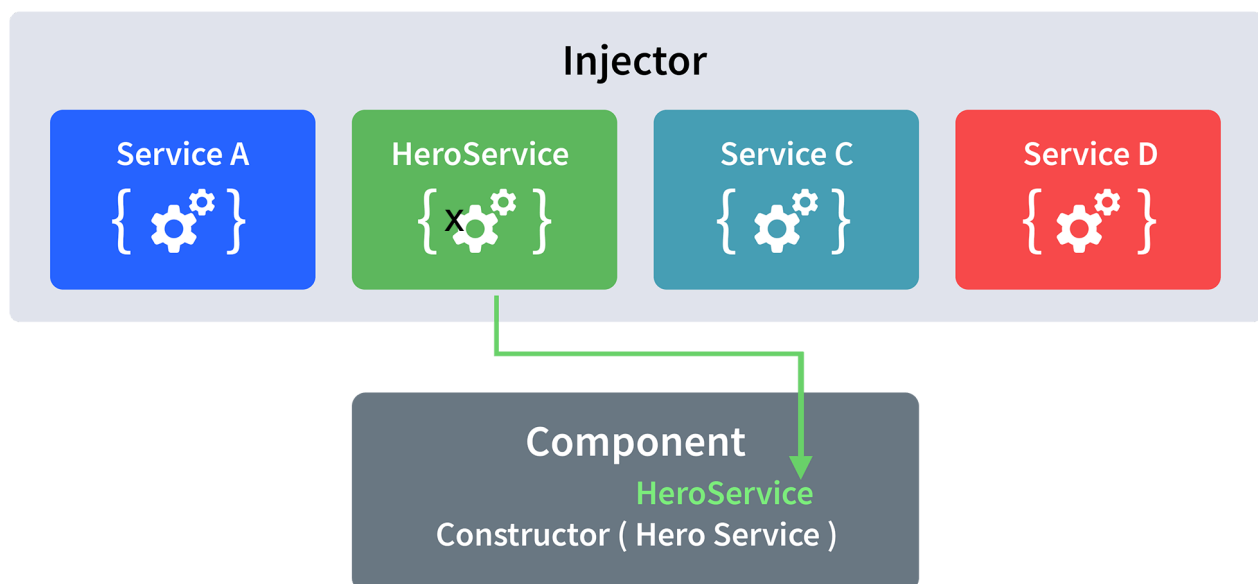 Injector
Service A
HeroService
Service C
Service D
{ }
{ x }
{ }
{ }
Component
HeroService
Constructor ( Hero Service )